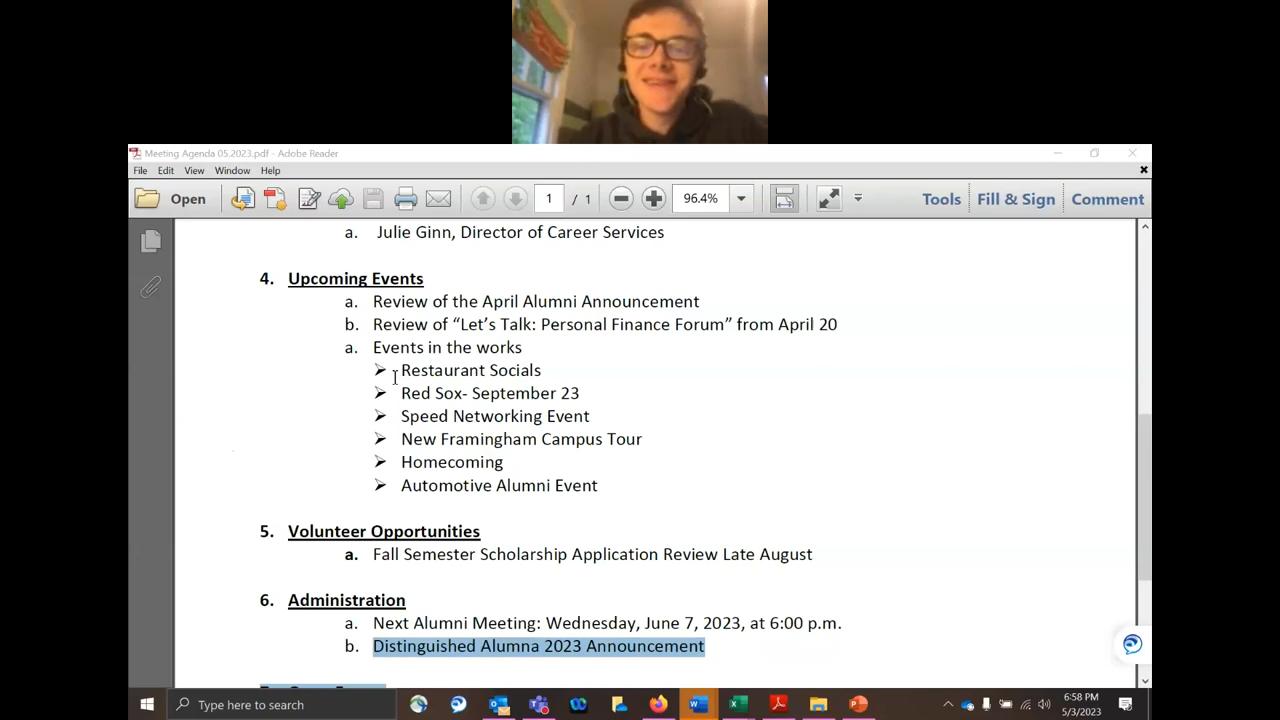 Meeting Agenda 05.2023.pdf - Adobe Reader
File Edit View Window Help
Open 1 / 1 96.4% Tools Fill & Sign Comment
a. Julie Ginn, Director of Career Services
4. Upcoming Events
a. Review of the April Alumni Announcement
b. Review of “Let’s Talk: Personal Finance Forum” from April 20
a. Events in the works
➢ Restaurant Socials
➢ Red Sox- September 23
➢ Speed Networking Event
➢ New Framingham Campus Tour
➢ Homecoming
➢ Automotive Alumni Event
5. Volunteer Opportunities
a. Fall Semester Scholarship Application Review Late August
6. Administration
a. Next Alumni Meeting: Wednesday, June 7, 2023, at 6:00 p.m.
b. Distinguished Alumna 2023 Announcement
Type here to search
6:58 PM
5/3/2023